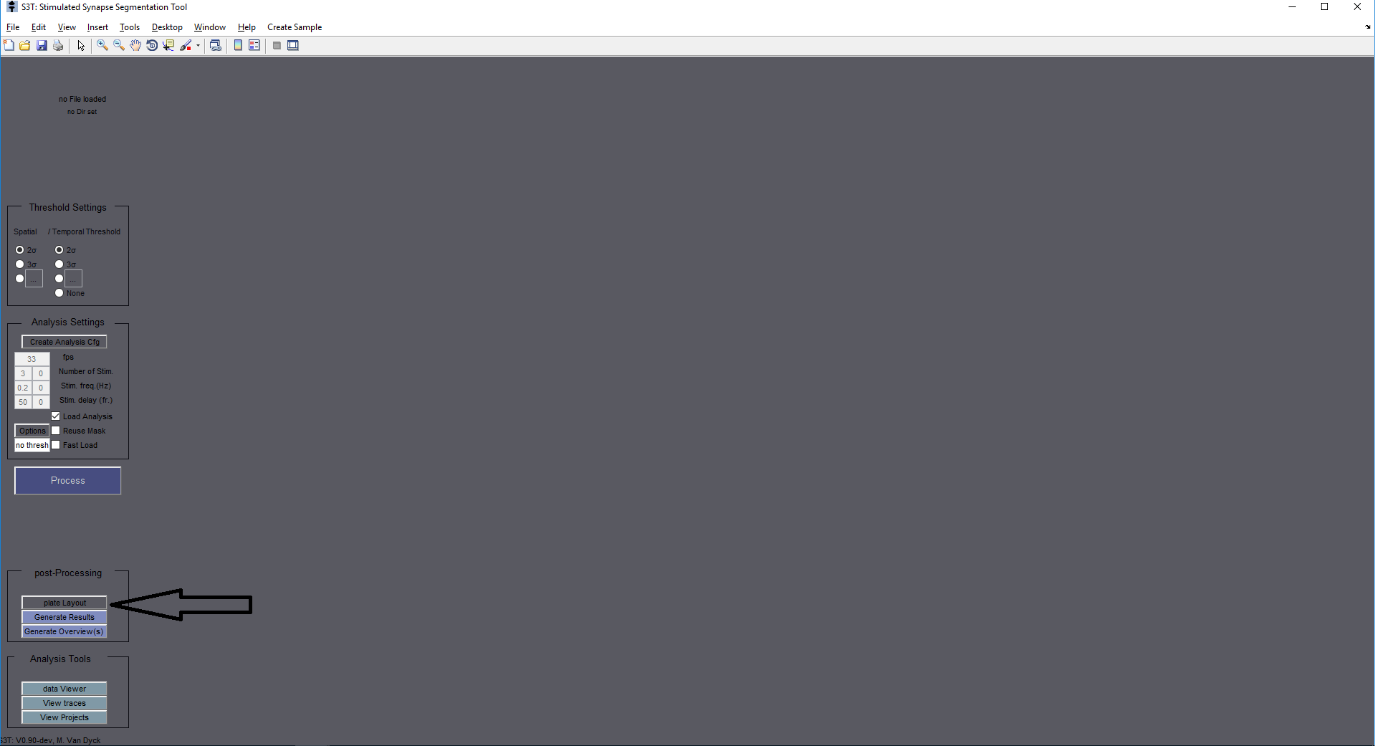 S3T: Stimulated Synapse Segmentation Tool
File Edit View Insert Tools Desktop Window Help Create Sample
no File loaded
no Dir set
Threshold Settings
Spatial / Temporal Threshold
2σ 2σ
3σ 3σ
... ...
None
Analysis Settings
Create Analysis Cfg
33 fps
3 0 Number of Stim.
0.2 0 Stim. freq.(Hz)
50 0 Stim. delay (fr.)
Load Analysis
Options Reuse Mask
no thresh Fast Load
Process
post-Processing
plate Layout
Generate Results
Generate Overview(s)
Analysis Tools
data Viewer
View traces
View Projects
S3T: V0.90-dev, M. Van Dyck